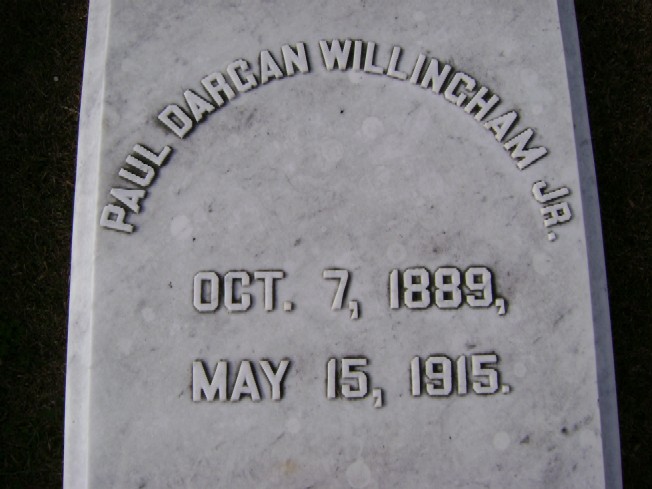 PAUL DARGAN WILLINGHAM JR.
OCT. 7, 1889,
MAY 15, 1915.